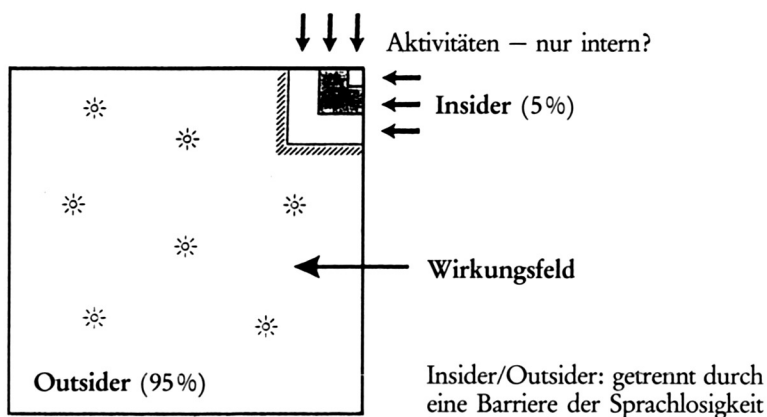 Aktivitäten – nur intern?
Insider (5%)
Wirkungsfeld
Outsider (95%)
Insider/Outsider: getrennt durch
eine Barriere der Sprachlosigkeit